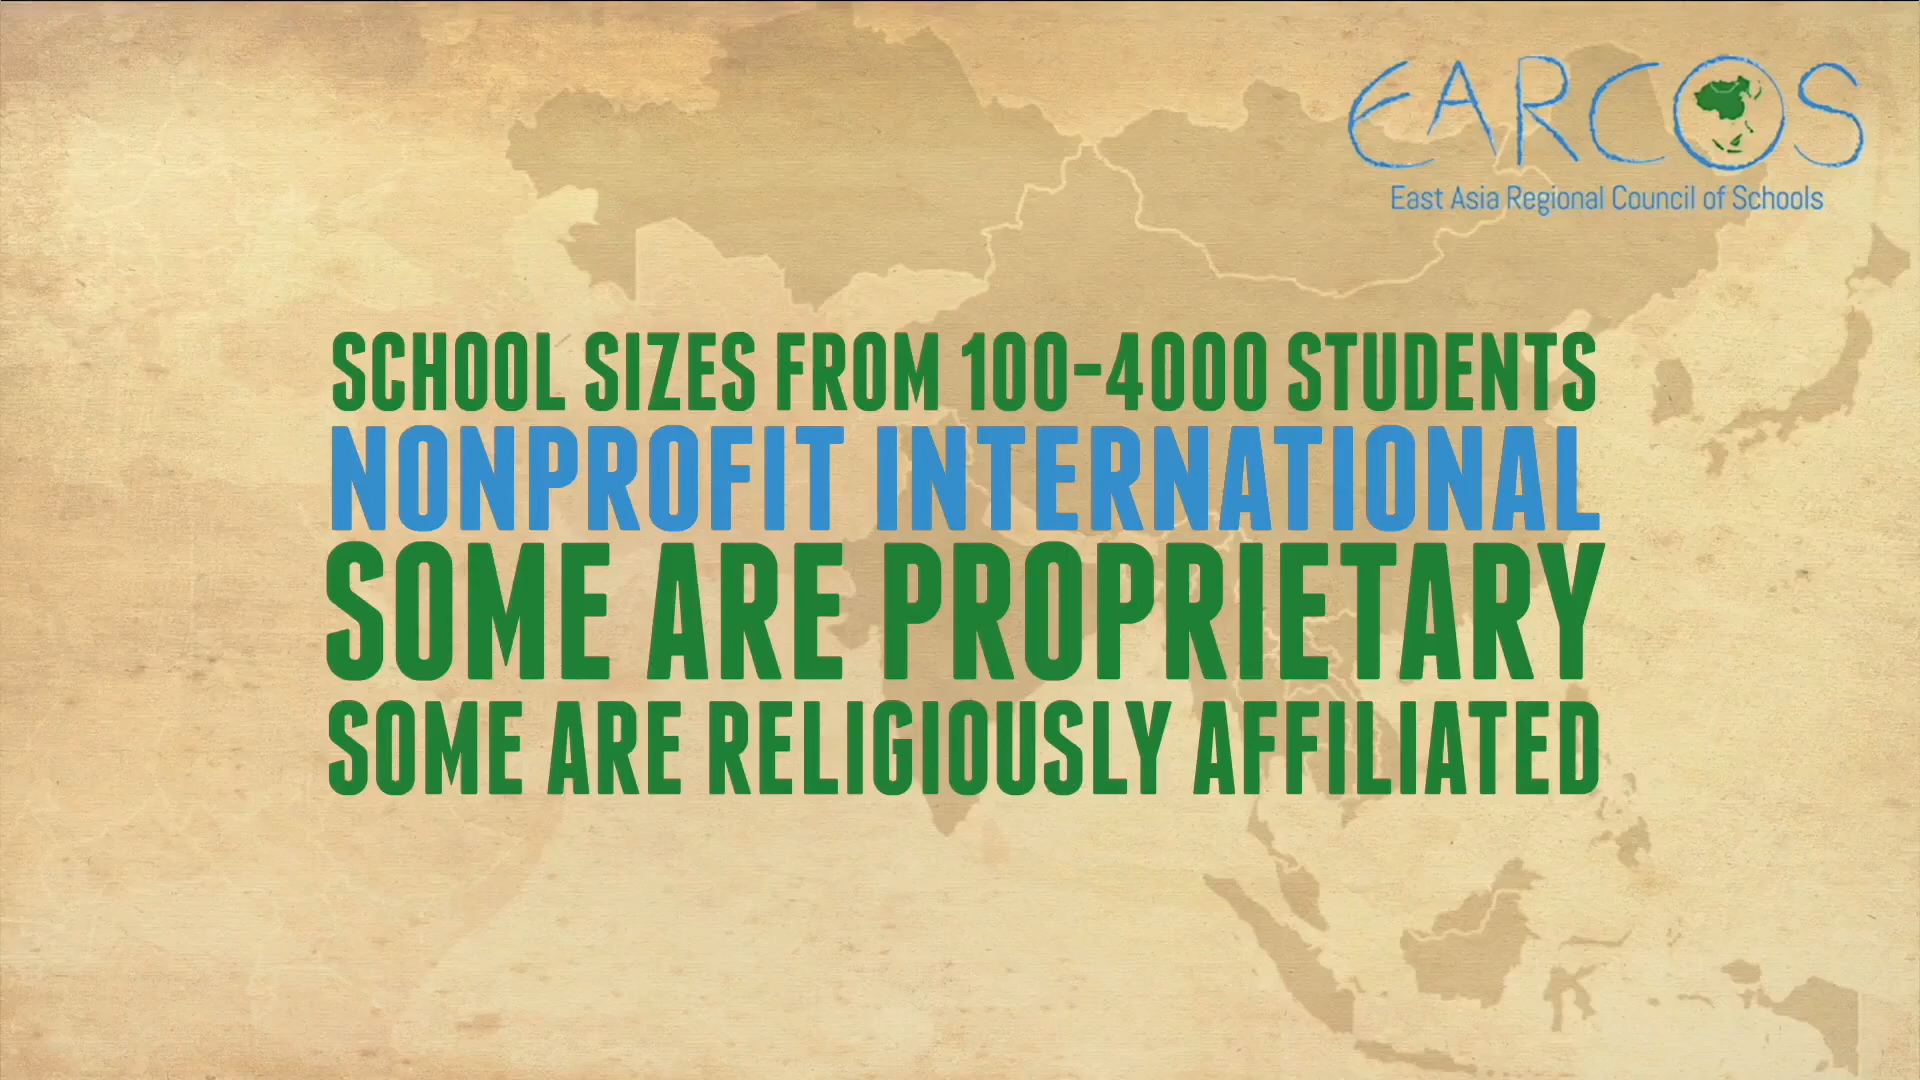 EARCOS
East Asia Regional Council of Schools
SCHOOL SIZES FROM 100-4000 STUDENTS
NONPROFIT INTERNATIONAL
SOME ARE PROPRIETARY
SOME ARE RELIGIOUSLY AFFILIATED